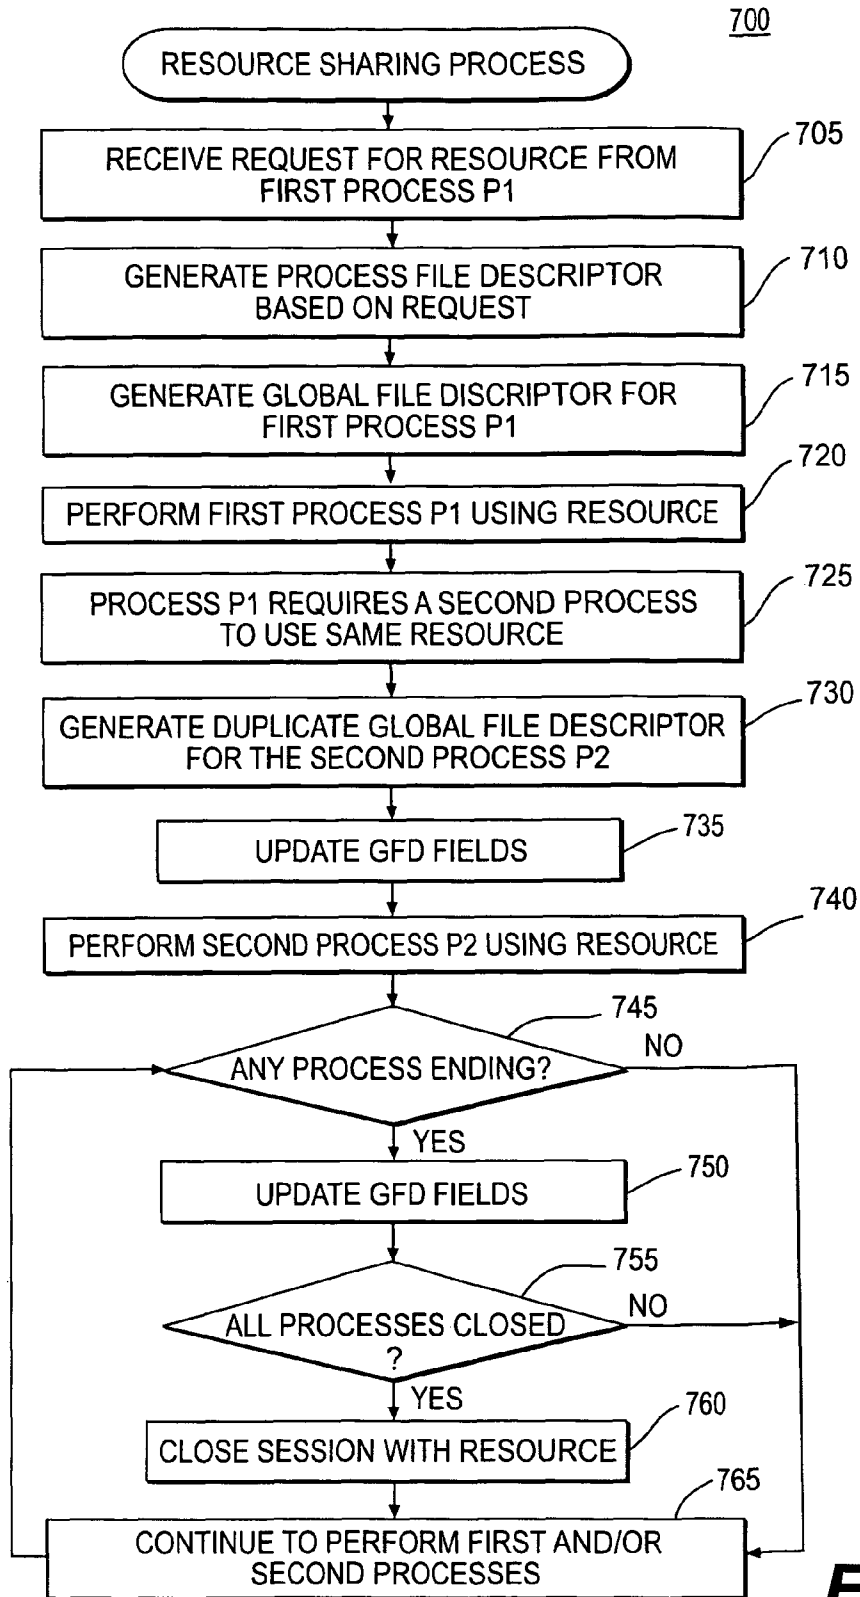 700
RESOURCE SHARING PROCESS
705
RECEIVE REQUEST FOR RESOURCE FROM
FIRST PROCESS P1
710
GENERATE PROCESS FILE DESCRIPTOR
BASED ON REQUEST
715
GENERATE GLOBAL FILE DISCRIPTOR FOR
FIRST PROCESS P1
720
PERFORM FIRST PROCESS P1 USING RESOURCE
725
PROCESS P1 REQUIRES A SECOND PROCESS
TO USE SAME RESOURCE
730
GENERATE DUPLICATE GLOBAL FILE DESCRIPTOR
FOR THE SECOND PROCESS P2
735
UPDATE GFD FIELDS
740
PERFORM SECOND PROCESS P2 USING RESOURCE
745
NO
ANY PROCESS ENDING?
YES
750
UPDATE GFD FIELDS
755
NO
ALL PROCESSES CLOSED
?
YES
760
CLOSE SESSION WITH RESOURCE
765
CONTINUE TO PERFORM FIRST AND/OR
SECOND PROCESSES